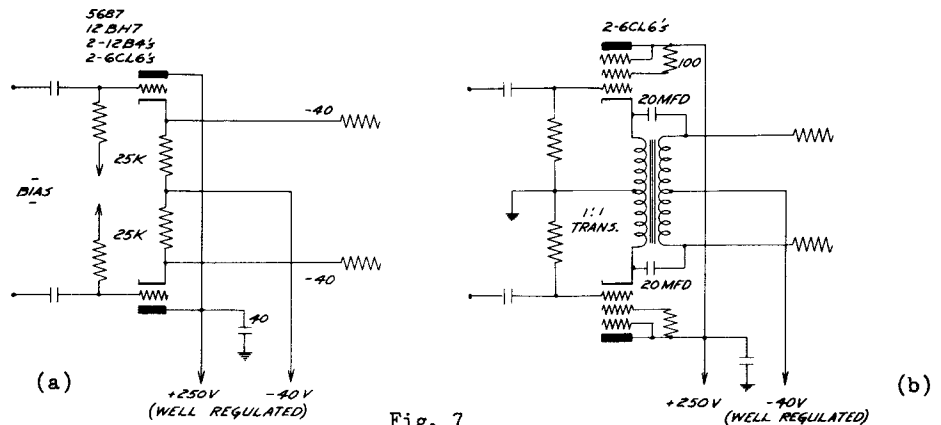 5687
12BH7
2-12B4's
2-6CL6's
-40
25K
BIAS
25K
-40
40
+250V
-40V
(WELL REGULATED)
(a)
2-6CL6's
100
20MFD
1:1
TRANS.
20MFD
+250V
-40V
(WELL REGULATED)
(b)
Fig. 7